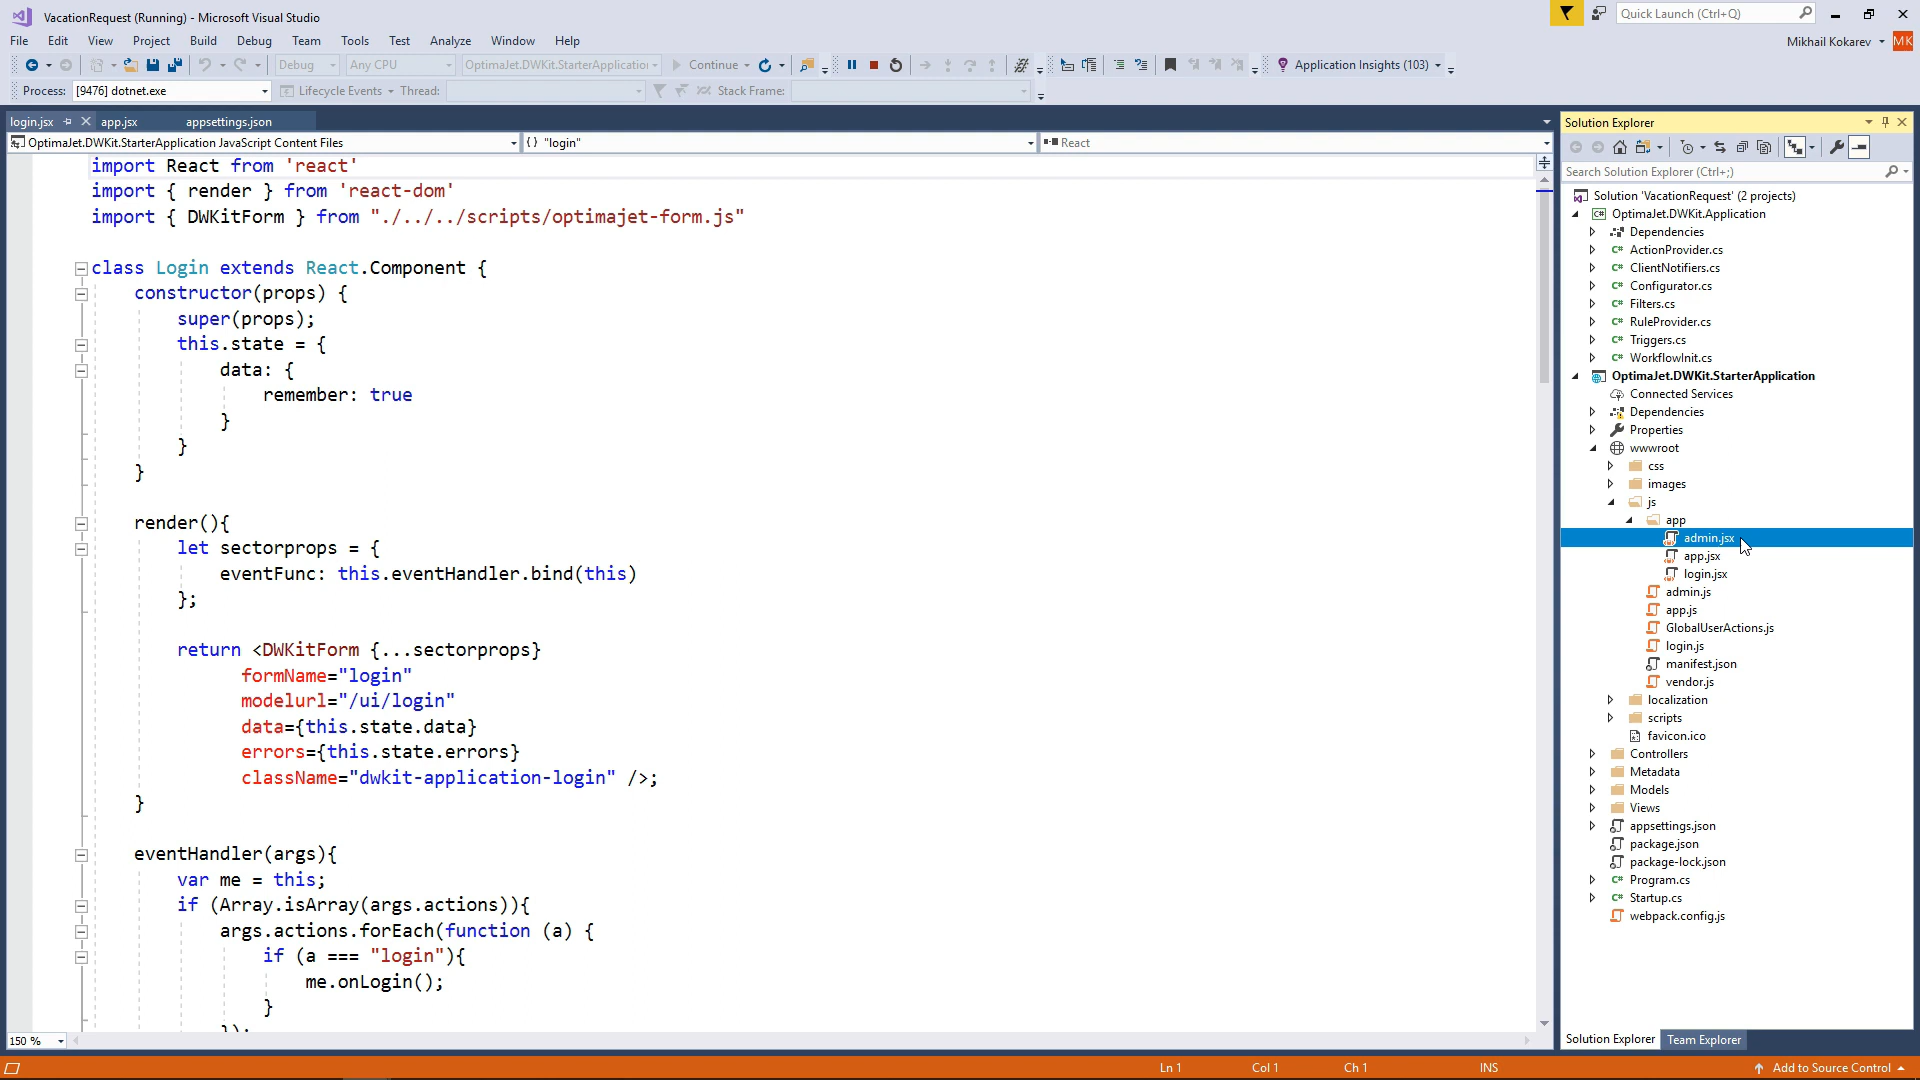 VacationRequest (Running) - Microsoft Visual Studio
Quick Launch (Ctrl+Q)
File Edit View Project Build Debug Team Tools Test Analyze Window Help
Mikhail Kokarev MK
Debug Any CPU OptimaJet.DWKit.StarterApplication Continue Application Insights (103)
Process: [9476] dotnet.exe Lifecycle Events Thread: Stack Frame:
login.jsx app.jsx appsettings.json
OptimaJet.DWKit.StarterApplication JavaScript Content Files {} "login" React
import React from 'react'
import { render } from 'react-dom'
import { DWKitForm } from "./../../scripts/optimajet-form.js"
class Login extends React.Component {
constructor(props) {
super(props);
this.state = {
data: {
remember: true
}
}
}
render(){
let sectorprops = {
eventFunc: this.eventHandler.bind(this)
};
return <DWKitForm {...sectorprops}
formName="login"
modelurl="/ui/login"
data={this.state.data}
errors={this.state.errors}
className="dwkit-application-login" />;
}
eventHandler(args){
var me = this;
if (Array.isArray(args.actions)){
args.actions.forEach(function (a) {
if (a === "login"){
me.onLogin();
}
});
150 %
Solution Explorer
Search Solution Explorer (Ctrl+;)
Solution 'VacationRequest' (2 projects)
OptimaJet.DWKit.Application
Dependencies
ActionProvider.cs
ClientNotifiers.cs
Configurator.cs
Filters.cs
RuleProvider.cs
Triggers.cs
WorkflowInit.cs
OptimaJet.DWKit.StarterApplication
Connected Services
Dependencies
Properties
wwwroot
css
images
js
app
admin.jsx
app.jsx
login.jsx
admin.js
app.js
GlobalUserActions.js
login.js
manifest.json
vendor.js
localization
scripts
favicon.ico
Controllers
Metadata
Models
Views
appsettings.json
package.json
package-lock.json
Program.cs
Startup.cs
webpack.config.js
Solution Explorer Team Explorer
Ln 1 Col 1 Ch 1 INS Add to Source Control